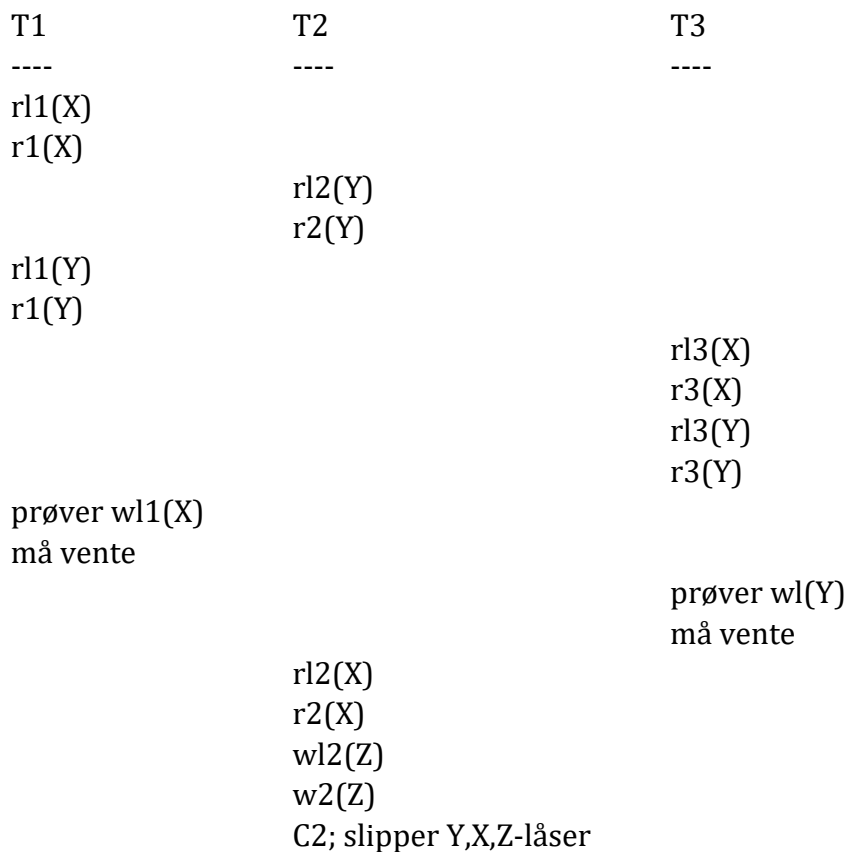 T1 T2 T3
---- ---- ----
rl1(X)
r1(X)
rl2(Y)
r2(Y)
rl1(Y)
r1(Y)
rl3(X)
r3(X)
rl3(Y)
r3(Y)
prøver wl1(X)
må vente
prøver wl(Y)
må vente
rl2(X)
r2(X)
wl2(Z)
w2(Z)
C2; slipper Y,X,Z-låser